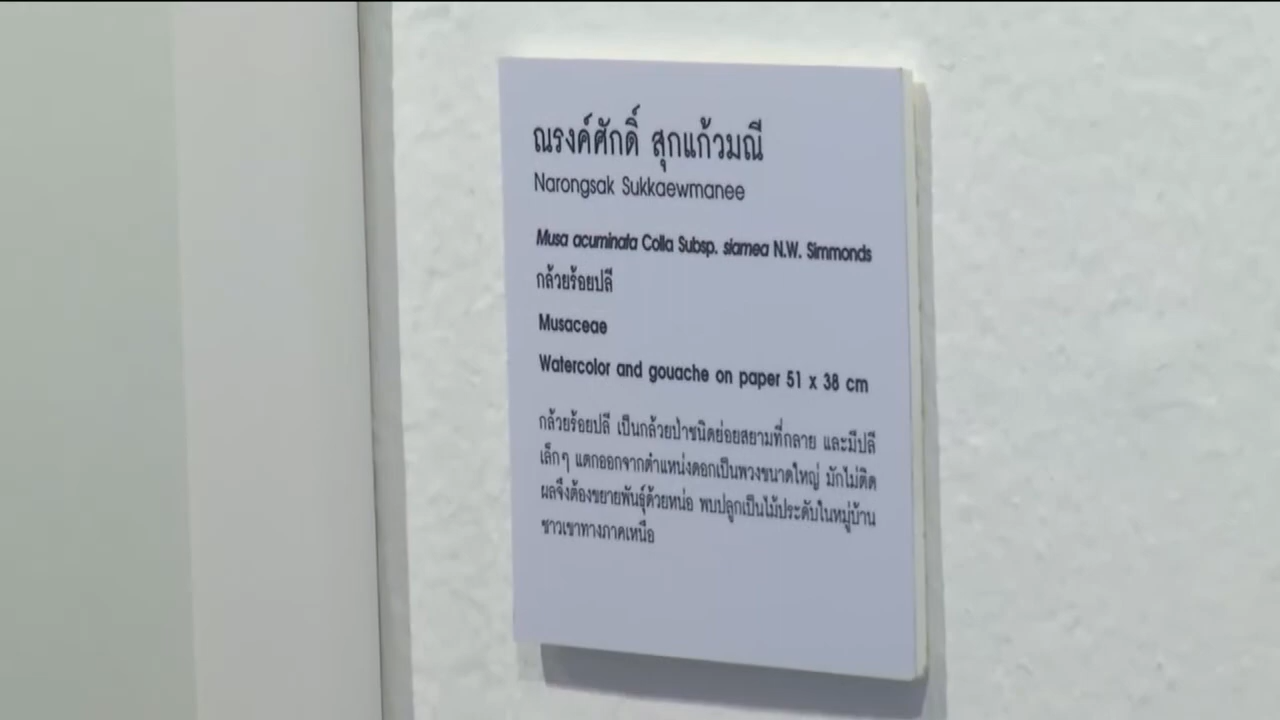 ณรงค์ศักดิ์ สุกแก้วมณี
Narongsak Sukkaewmanee
Musa acuminata Colla Subsp. siamea N.W. Simmonds
กล้วยร้อยปลี
Musaceae
Watercolor and gouache on paper 51 x 38 cm
กล้วยร้อยปลี เป็นกล้วยป่าชนิดย่อยสยามที่กลาย และมีปลี
เล็กๆ แตกออกจากตำแหน่งดอกเป็นพวงขนาดใหญ่ มักไม่ติด
ผลจึงต้องขยายพันธุ์ด้วยหน่อ พบปลูกเป็นไม้ประดับในหมู่บ้าน
ชาวเขาทางภาคเหนือ